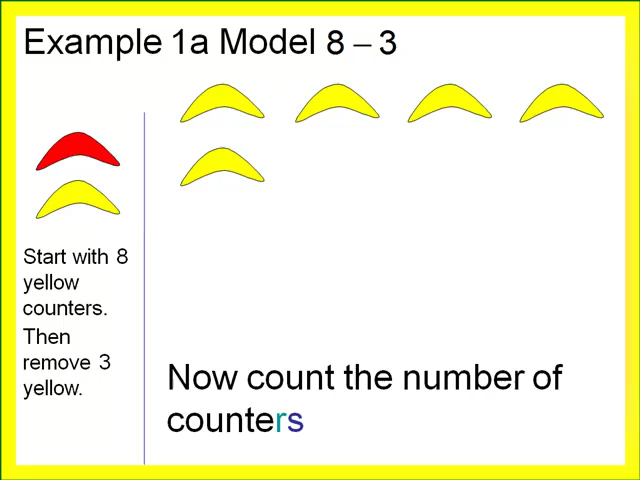 Example 1a Model 8 – 3
Start with 8
yellow
counters.
Then
remove 3
yellow.
Now count the number of
counters